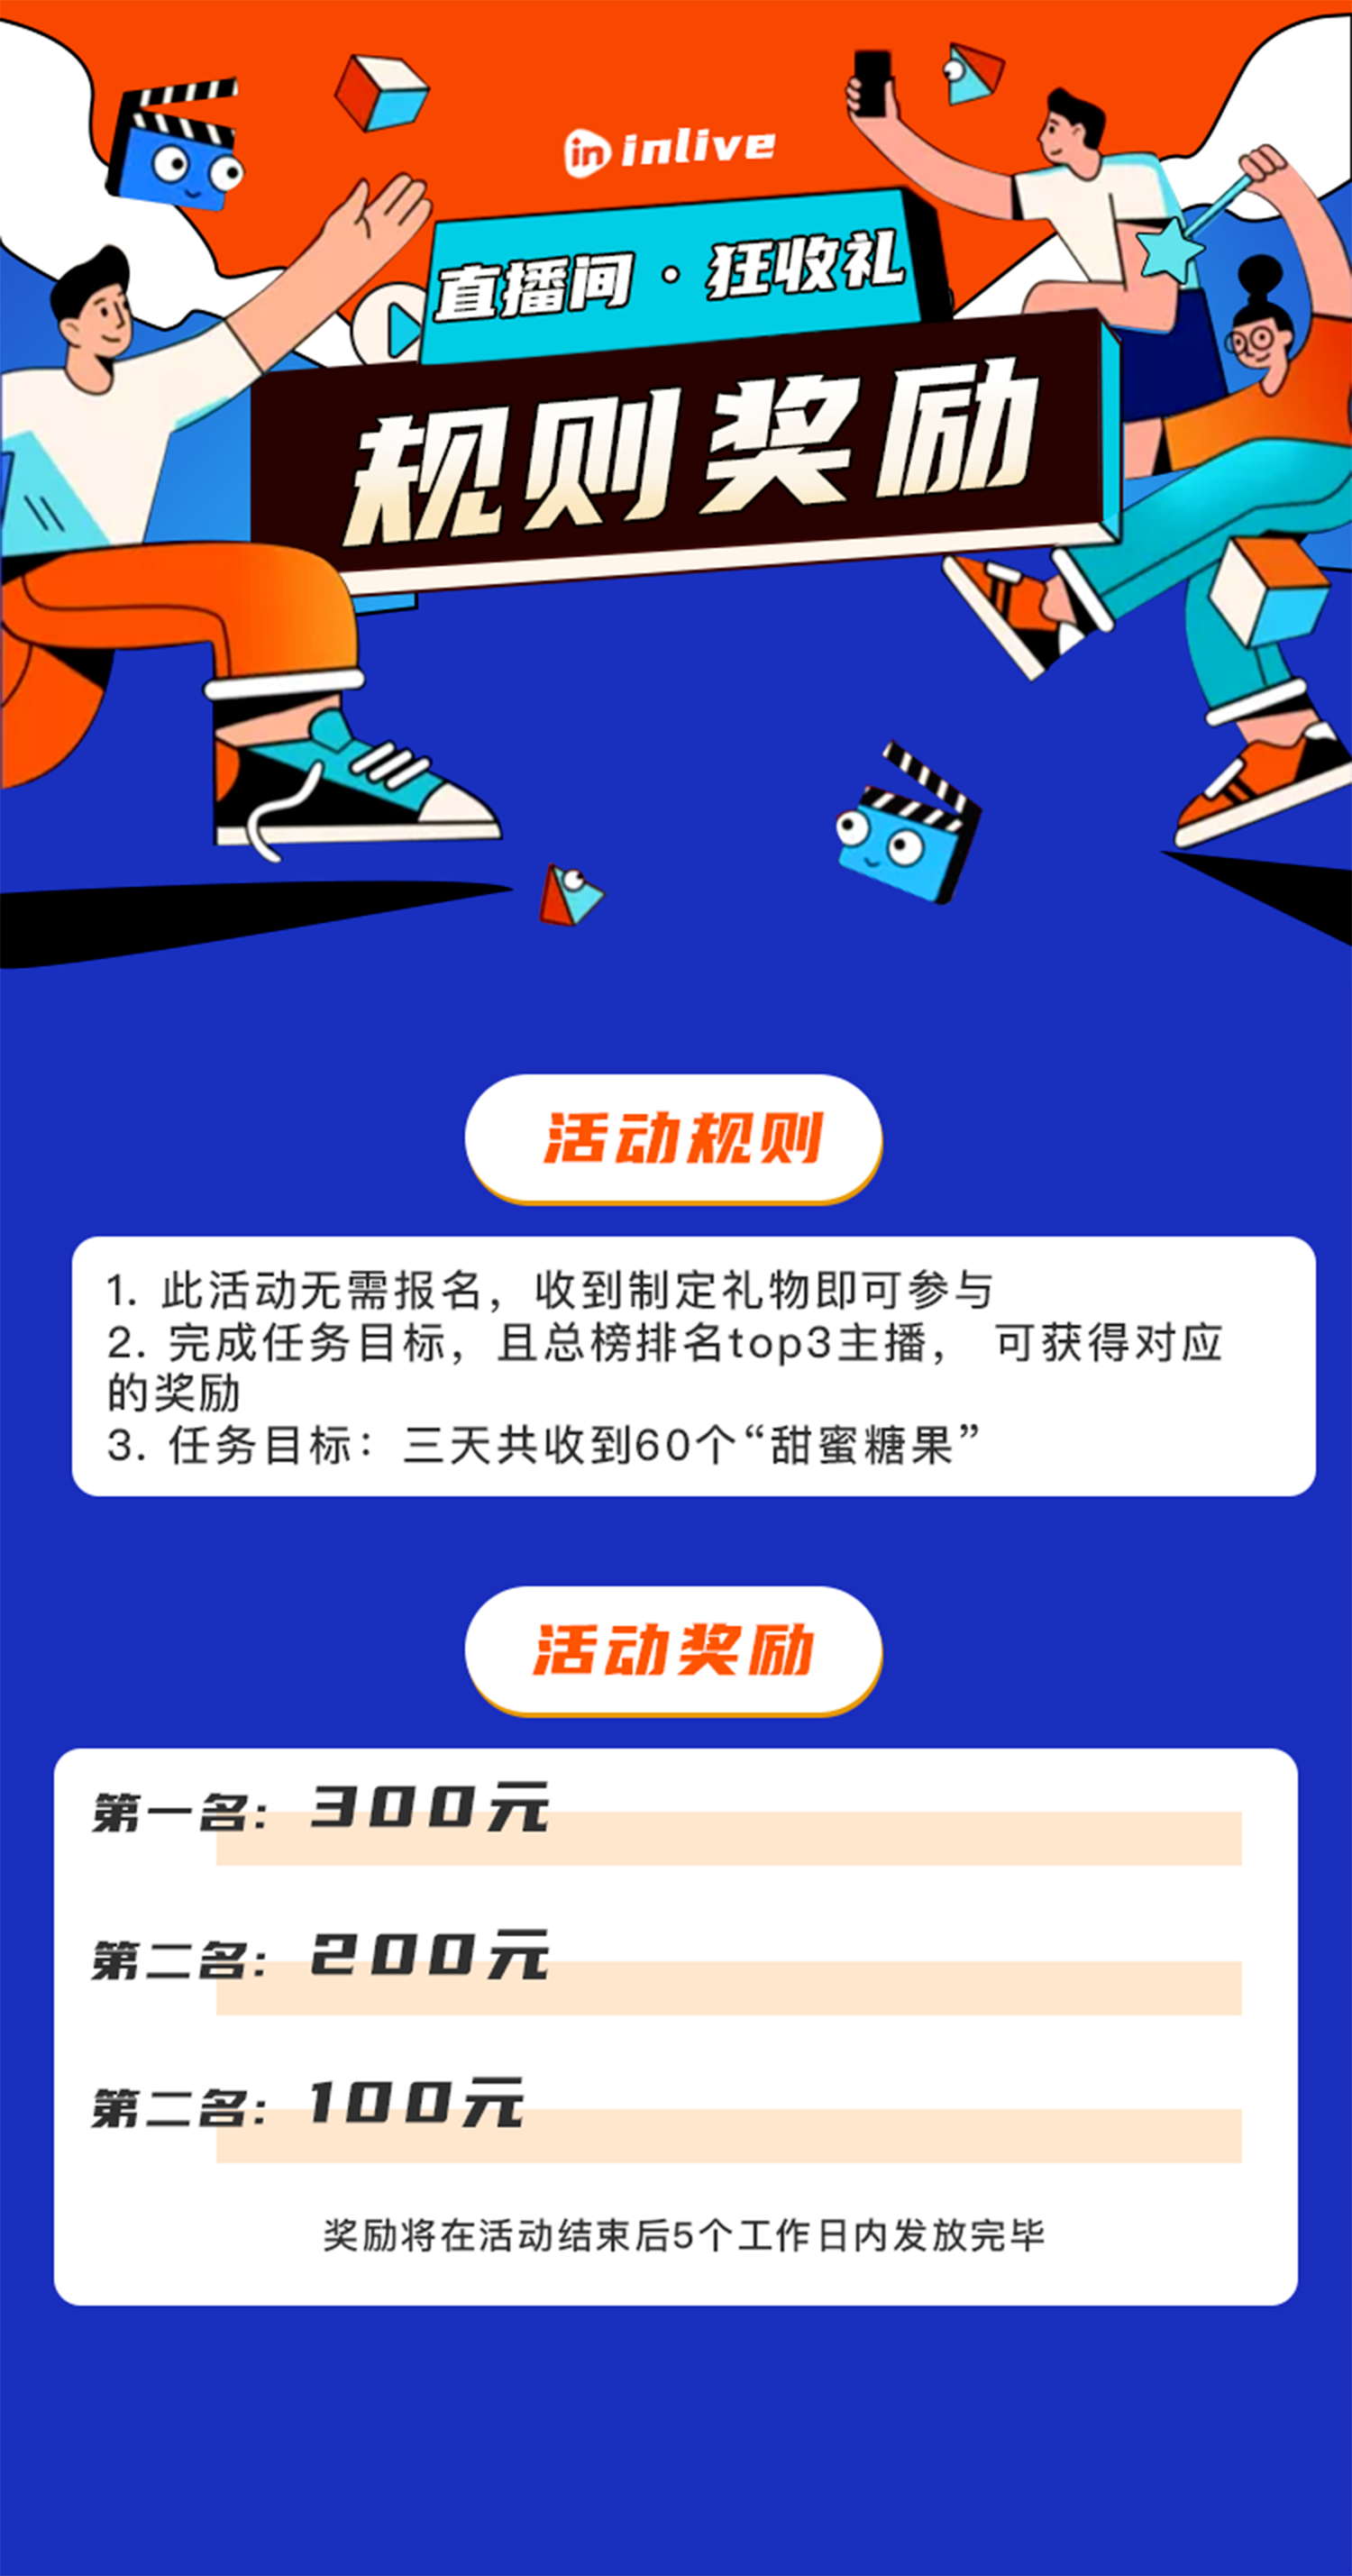 in inlive
直播间·狂收礼
规则奖励
活动规则
1. 此活动无需报名，收到制定礼物即可参与
2. 完成任务目标，且总榜排名top3主播， 可获得对应
的奖励
3. 任务目标：三天共收到60个“甜蜜糖果”
活动奖励
第一名：300元
第二名：200元
第二名：100元
奖励将在活动结束后5个工作日内发放完毕